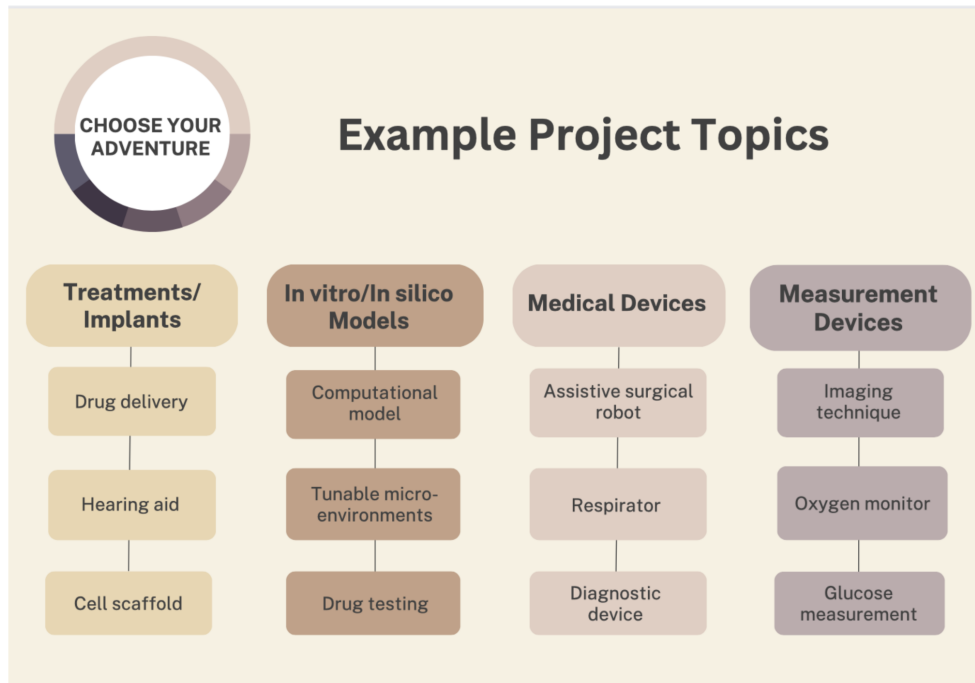 CHOOSE YOUR
ADVENTURE
Example Project Topics
Treatments/
Implants
Drug delivery
Hearing aid
Cell scaffold
In vitro/In silico
Models
Computational
model
Tunable micro-
environments
Drug testing
Medical Devices
Assistive surgical
robot
Respirator
Diagnostic
device
Measurement
Devices
Imaging
technique
Oxygen monitor
Glucose
measurement